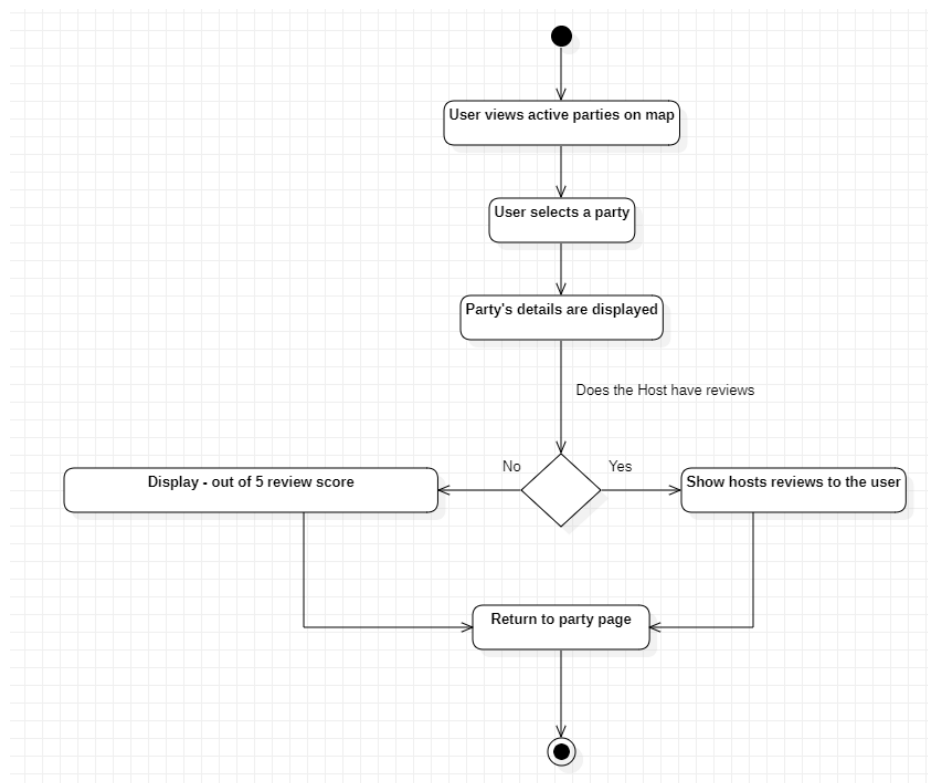 User views active parties on map
User selects a party
Party's details are displayed
Does the Host have reviews
No
Yes
Display - out of 5 review score
Show hosts reviews to the user
Return to party page